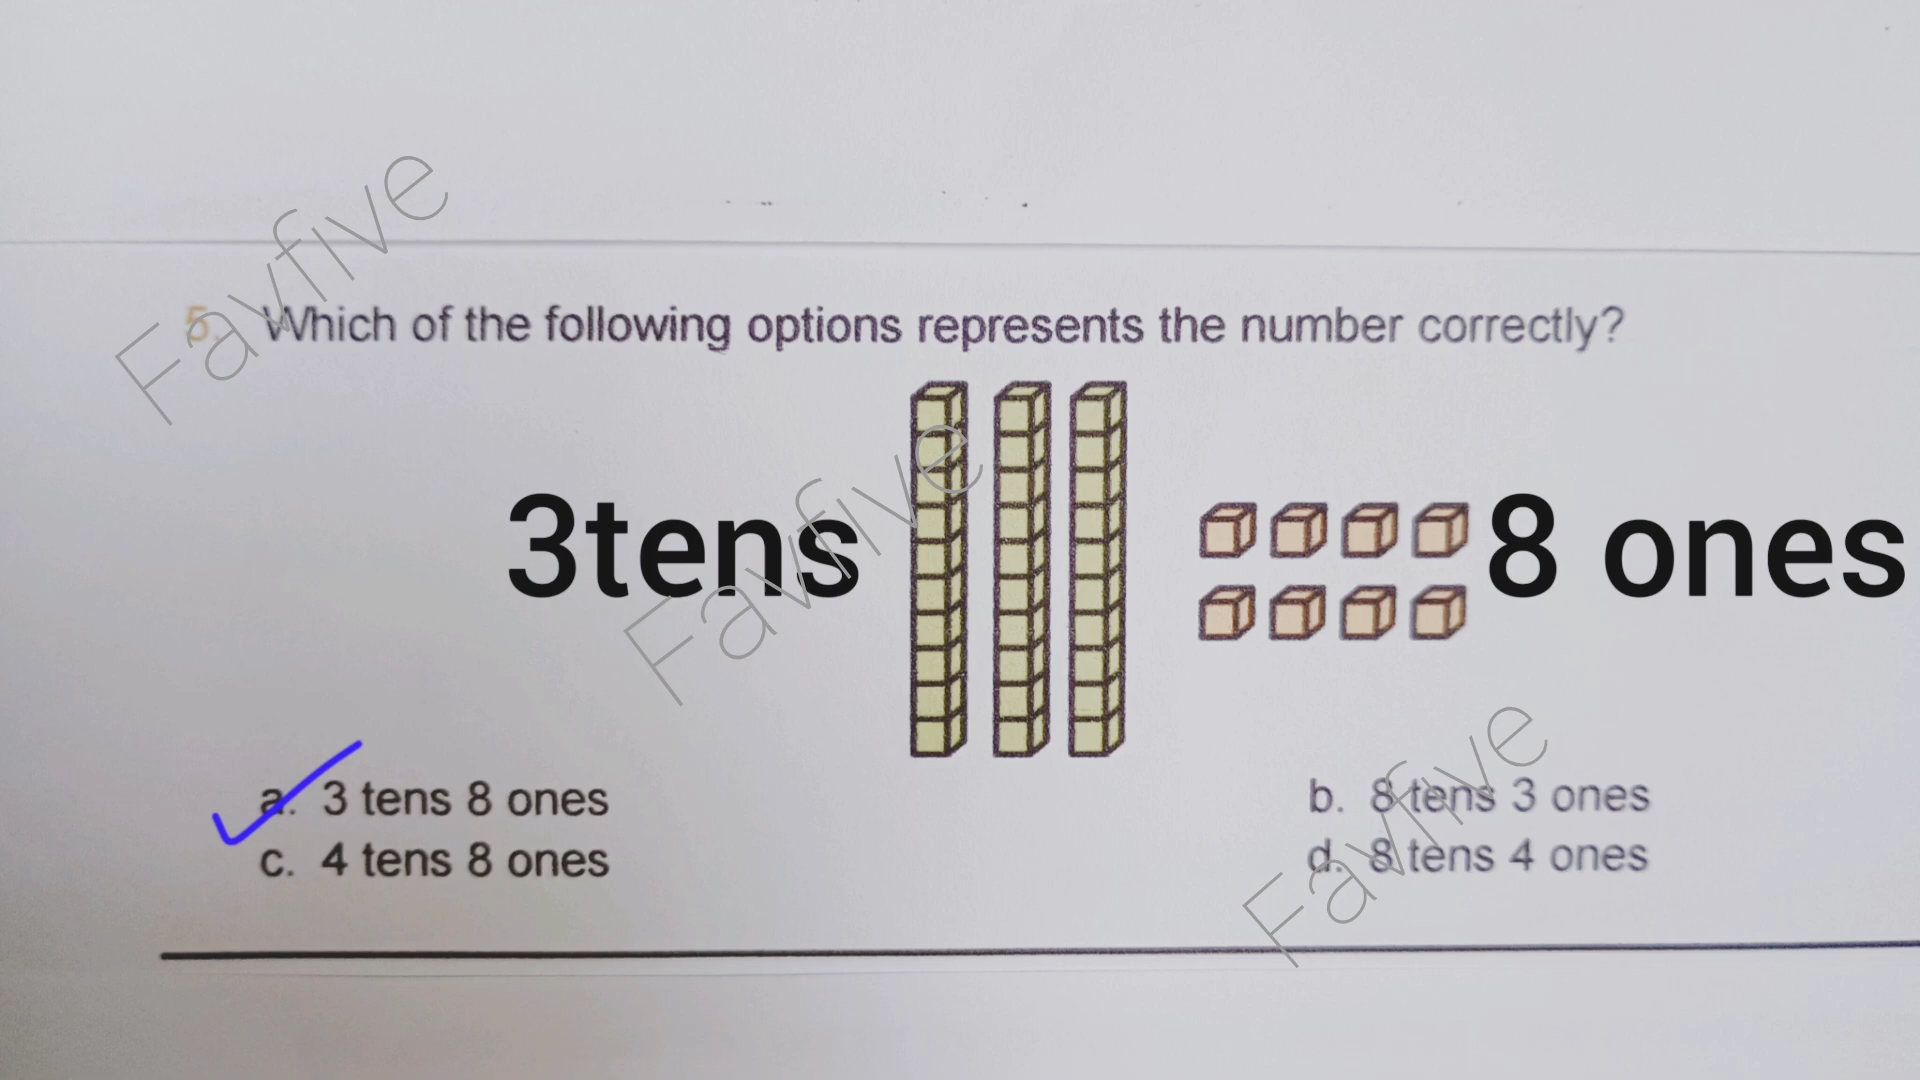 Favfive
5. Which of the following options represents the number correctly?
3tens
8 ones
Favfive
a. 3 tens 8 ones
b. 8 tens 3 ones
c. 4 tens 8 ones
d. 8 tens 4 ones
Favfive